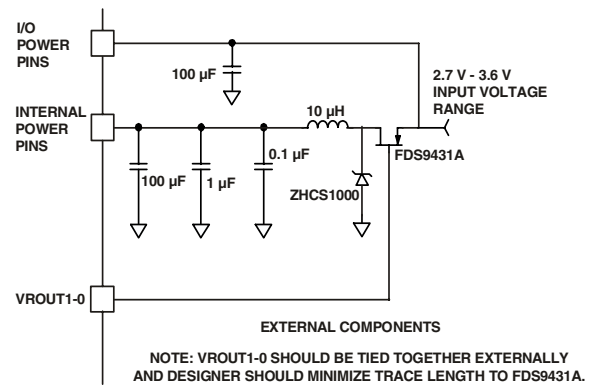 I/O
POWER
PINS
100 µF
2.7 V - 3.6 V
INPUT VOLTAGE
RANGE
INTERNAL
POWER
PINS
10 µH
FDS9431A
100 µF
1 µF
0.1 µF
ZHCS1000
VROUT1-0
EXTERNAL COMPONENTS
NOTE: VROUT1-0 SHOULD BE TIED TOGETHER EXTERNALLY
AND DESIGNER SHOULD MINIMIZE TRACE LENGTH TO FDS9431A.